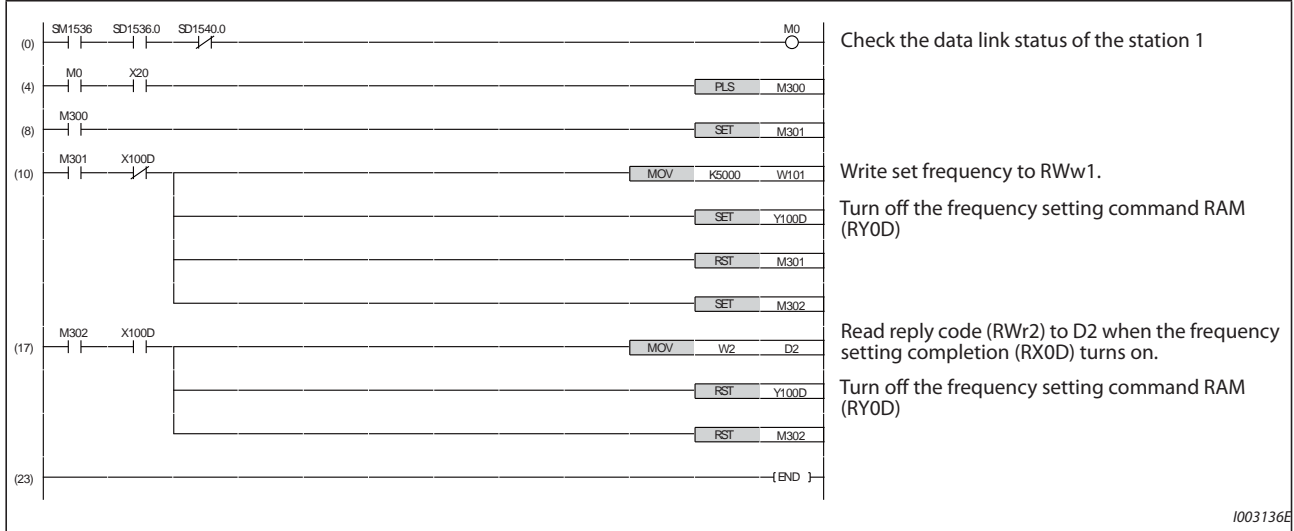 SM1536 SD1536.0 SD1540.0 M0
(0) Check the data link status of the station 1
M0 X20
(4) PLS M300
M300
(8) SET M301
M301 X100D
(10) MOV K5000 W101 Write set frequency to RWw1.
SET Y100D Turn off the frequency setting command RAM
(RY0D)
RST M301
SET M302
M302 X100D
(17) MOV W2 D2 Read reply code (RWr2) to D2 when the frequency
setting completion (RX0D) turns on.
RST Y100D Turn off the frequency setting command RAM
(RY0D)
RST M302
(23) END
I003136E